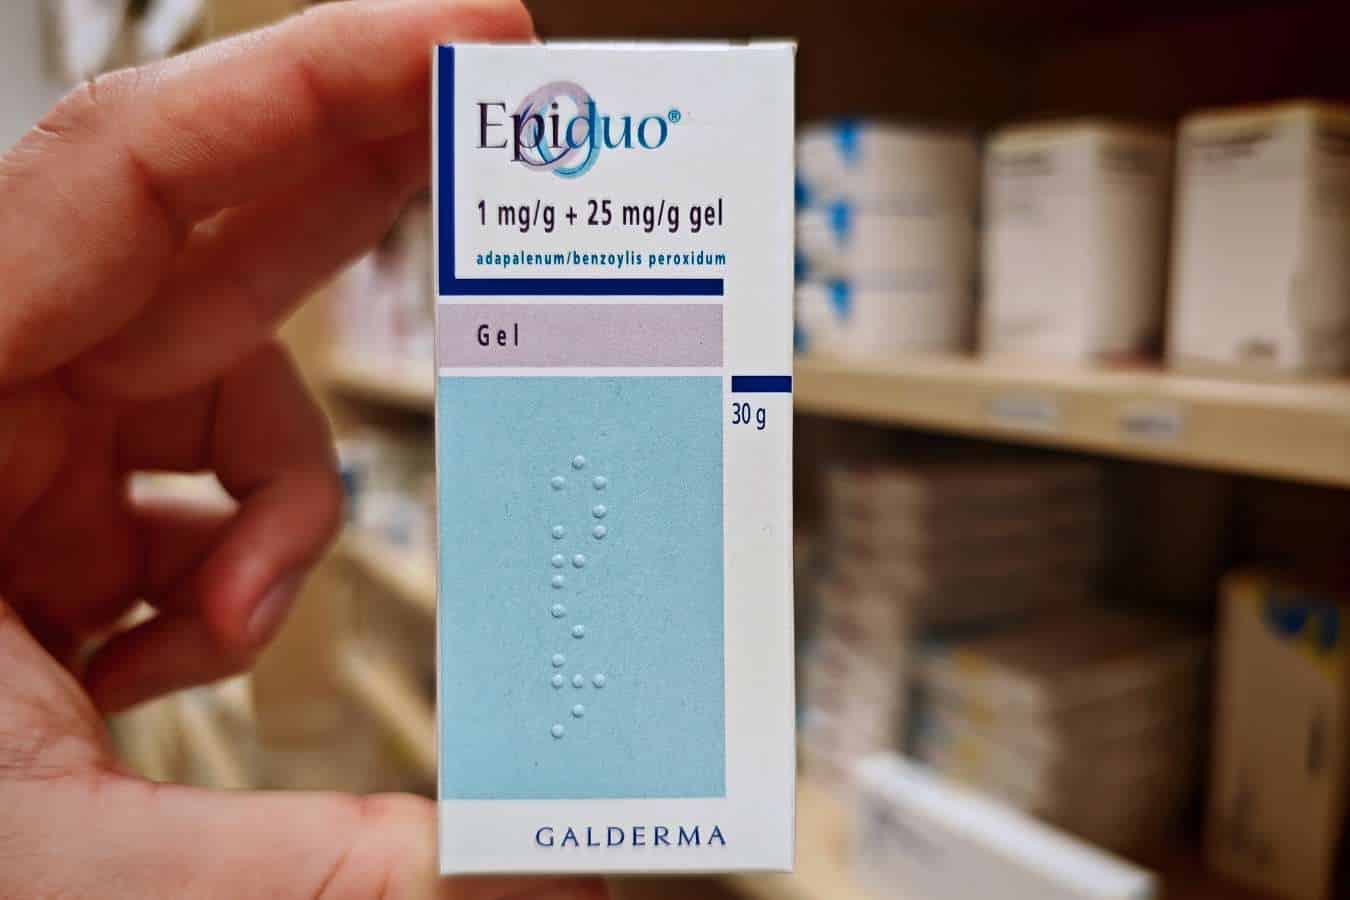 Epiduo®
1 mg/g + 25 mg/g gel
adapalenum/benzoylis peroxidum
Gel
30 g
GALDERMA